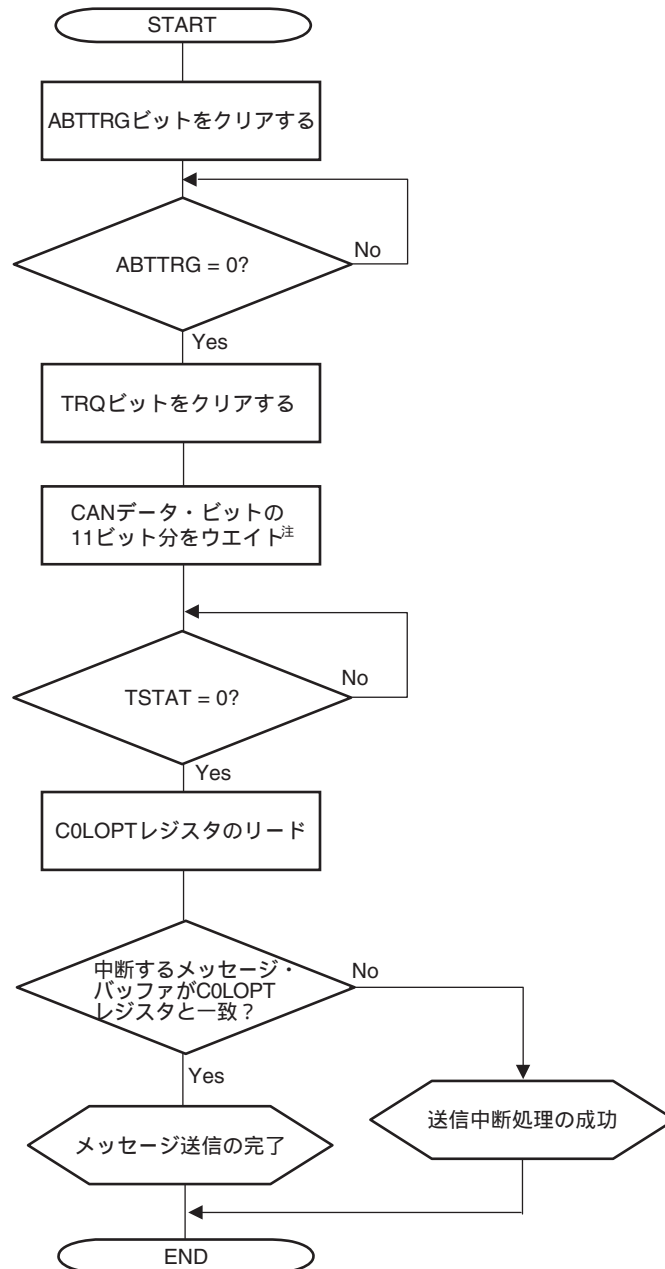 START
ABTTRGビットをクリアする
ABTTRG = 0?
No
Yes
TRQビットをクリアする
CANデータ・ビットの
11ビット分をウエイト注
TSTAT = 0?
No
Yes
C0LOPTレジスタのリード
中断するメッセージ・
バッファがC0LOPT
レジスタと一致？
No
Yes
メッセージ送信の完了
送信中断処理の成功
END